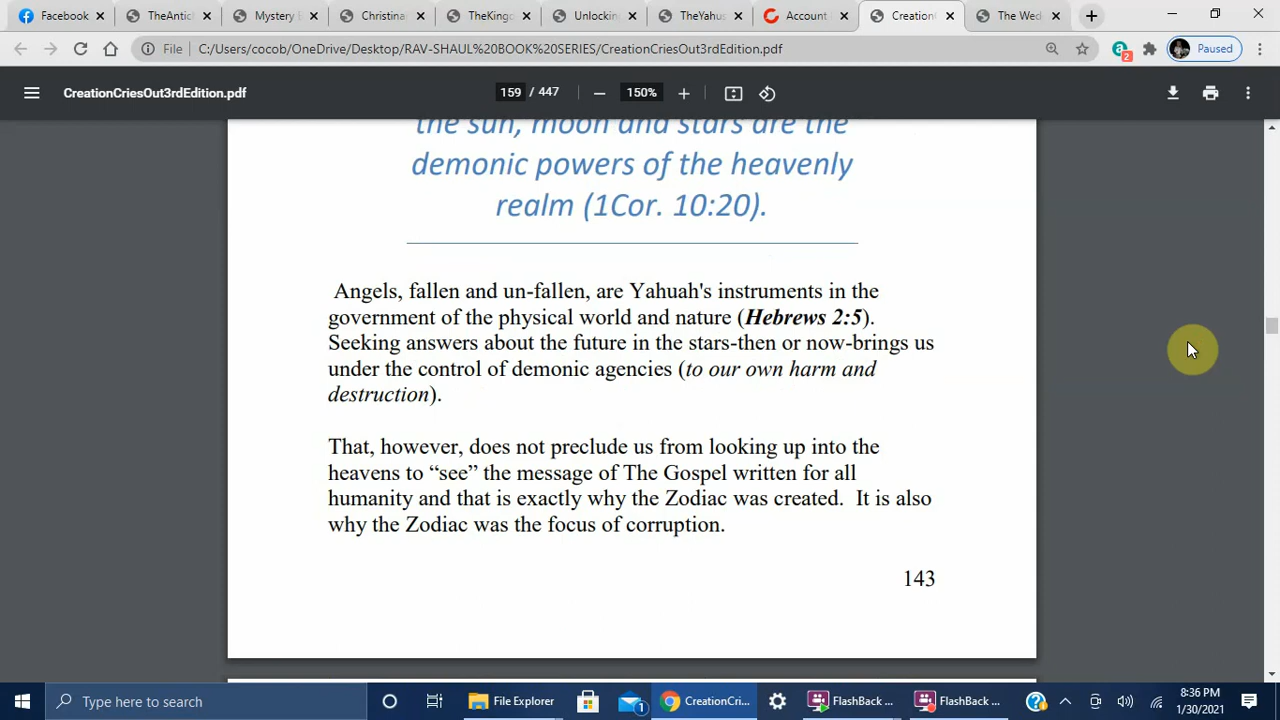 Facebook
TheAntich
Mystery B
Christina
TheKing
Unlockin
TheYahus
Account
Creation
The Wed
File
C:/Users/cocob/OneDrive/Desktop/RAV-SHAUL%20BOOK%20SERIES/CreationCriesOut3rdEdition.pdf
2
Paused
CreationCriesOut3rdEdition.pdf
159 / 447
150%
the sun, moon and stars are the
demonic powers of the heavenly
realm (1Cor. 10:20).
Angels, fallen and un-fallen, are Yahuah's instruments in the
government of the physical world and nature (Hebrews 2:5).
Seeking answers about the future in the stars-then or now-brings us
under the control of demonic agencies (to our own harm and
destruction).
That, however, does not preclude us from looking up into the
heavens to “see” the message of The Gospel written for all
humanity and that is exactly why the Zodiac was created.  It is also
why the Zodiac was the focus of corruption.
143
Type here to search
File Explorer
1
CreationCri...
FlashBack ...
FlashBack ...
8:36 PM
1/30/2021